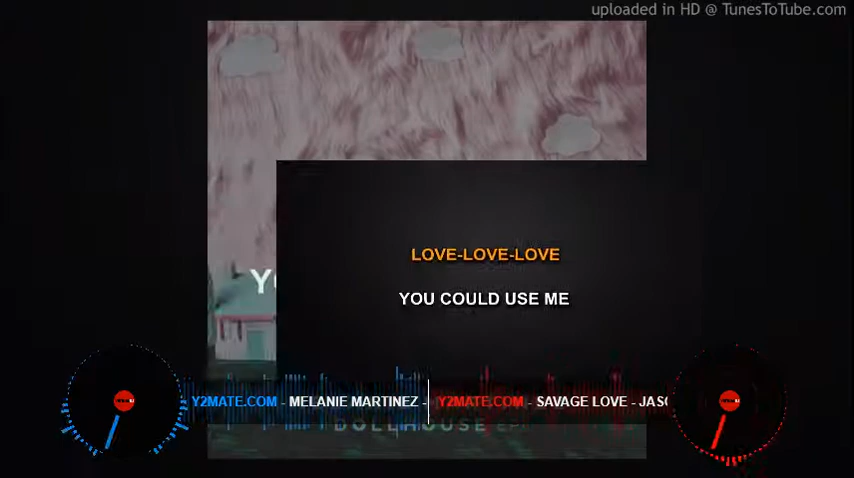 uploaded in HD @ TunesToTube.com
LOVE-LOVE-LOVE
YOU COULD USE ME
Y2MATE.COM - MELANIE MARTINEZ - Y2MATE.COM - SAVAGE LOVE - JASO
DOLLHOUSE EP